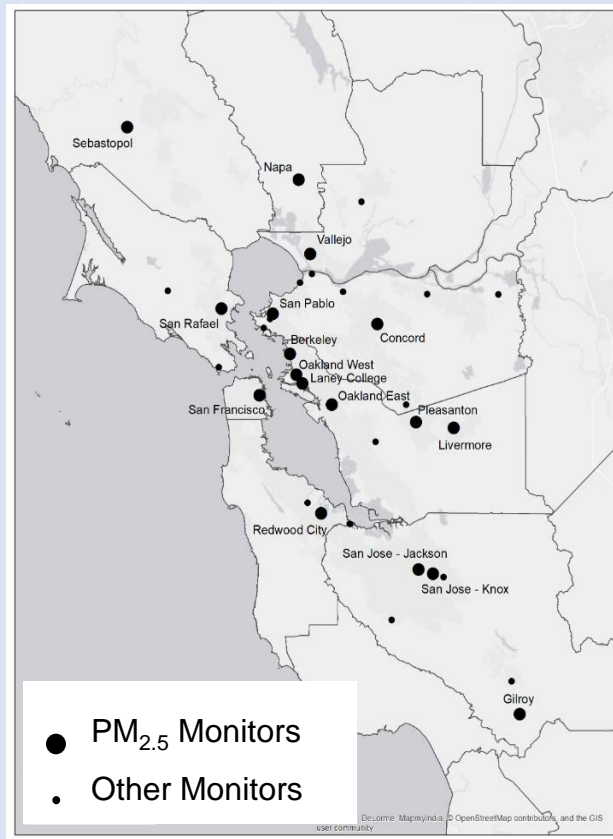 Sebastopol
Napa
Vallejo
San Pablo
San Rafael
Concord
Berkeley
Oakland West
Laney College
Oakland East
San Francisco
Pleasanton
Livermore
Redwood City
San Jose - Jackson
San Jose - Knox
Gilroy
PM2.5 Monitors
Other Monitors
DeLorme, MapmyIndia, © OpenStreetMap contributors, and the GIS
user community